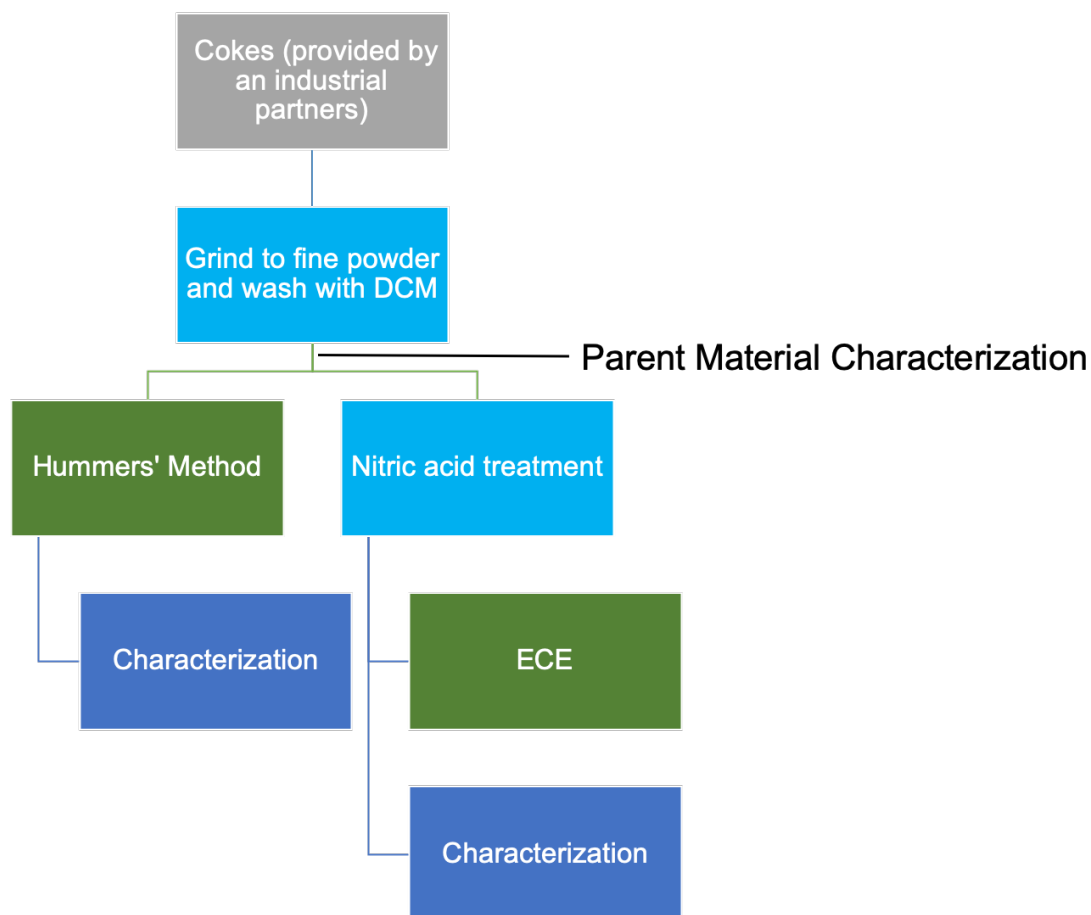 Cokes (provided by
an industrial
partners)
Grind to fine powder
and wash with DCM
Parent Material Characterization
Hummers' Method
Nitric acid treatment
Characterization
ECE
Characterization